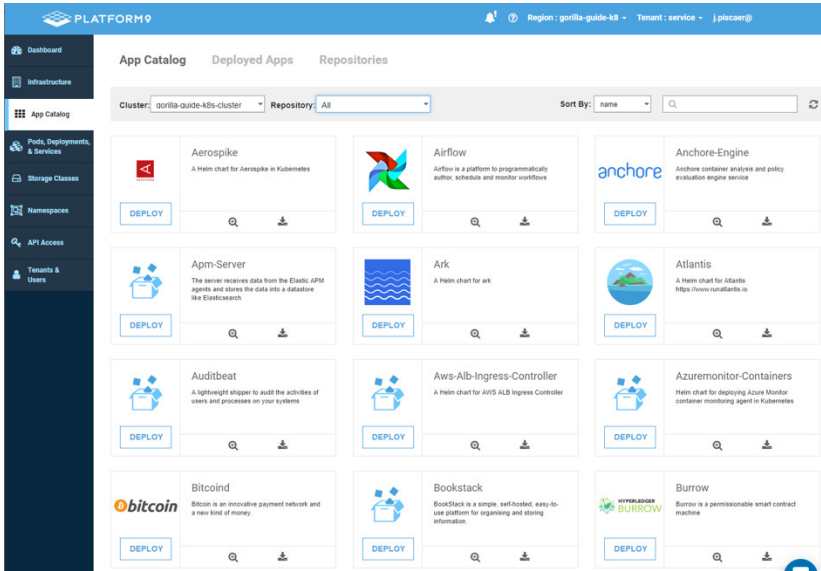 PLATFORM9
Region : gorilla-guide-k8 Tenant : service j.piscaer@
Dashboard
Infrastructure
App Catalog
Pods, Deployments,
& Services
Storage Classes
Namespaces
API Access
Tenants &
Users
App Catalog Deployed Apps Repositories
Cluster: gorilla-guide-k8s-cluster Repository: All Sort By: name
Aerospike
A Helm chart for Aerospike in Kubernetes
DEPLOY
Airflow
Airflow is a platform to programmatically
author, schedule and monitor workflows
DEPLOY
anchore
Anchore-Engine
Anchore container analysis and policy
evaluation engine service
DEPLOY
Apm-Server
The server receives data from the Elastic APM
agents and stores the data into a datastore
like Elasticsearch
DEPLOY
Ark
A Helm chart for ark
DEPLOY
Atlantis
A Helm chart for Atlantis
https://www.runatlantis.io
DEPLOY
Auditbeat
A lightweight shipper to audit the activities of
users and processes on your systems
DEPLOY
Aws-Alb-Ingress-Controller
A Helm chart for AWS ALB Ingress Controller
DEPLOY
Azuremonitor-Containers
Helm chart for deploying Azure Monitor
container monitoring agent in Kubernetes
DEPLOY
bitcoin
Bitcoind
Bitcoin is an innovative payment network and
a new kind of money.
DEPLOY
Bookstack
BookStack is a simple, self-hosted, easy-to-
use platform for organising and storing
information.
DEPLOY
HYPERLEDGER
BURROW
Burrow
Burrow is a permissionable smart contract
machine
DEPLOY